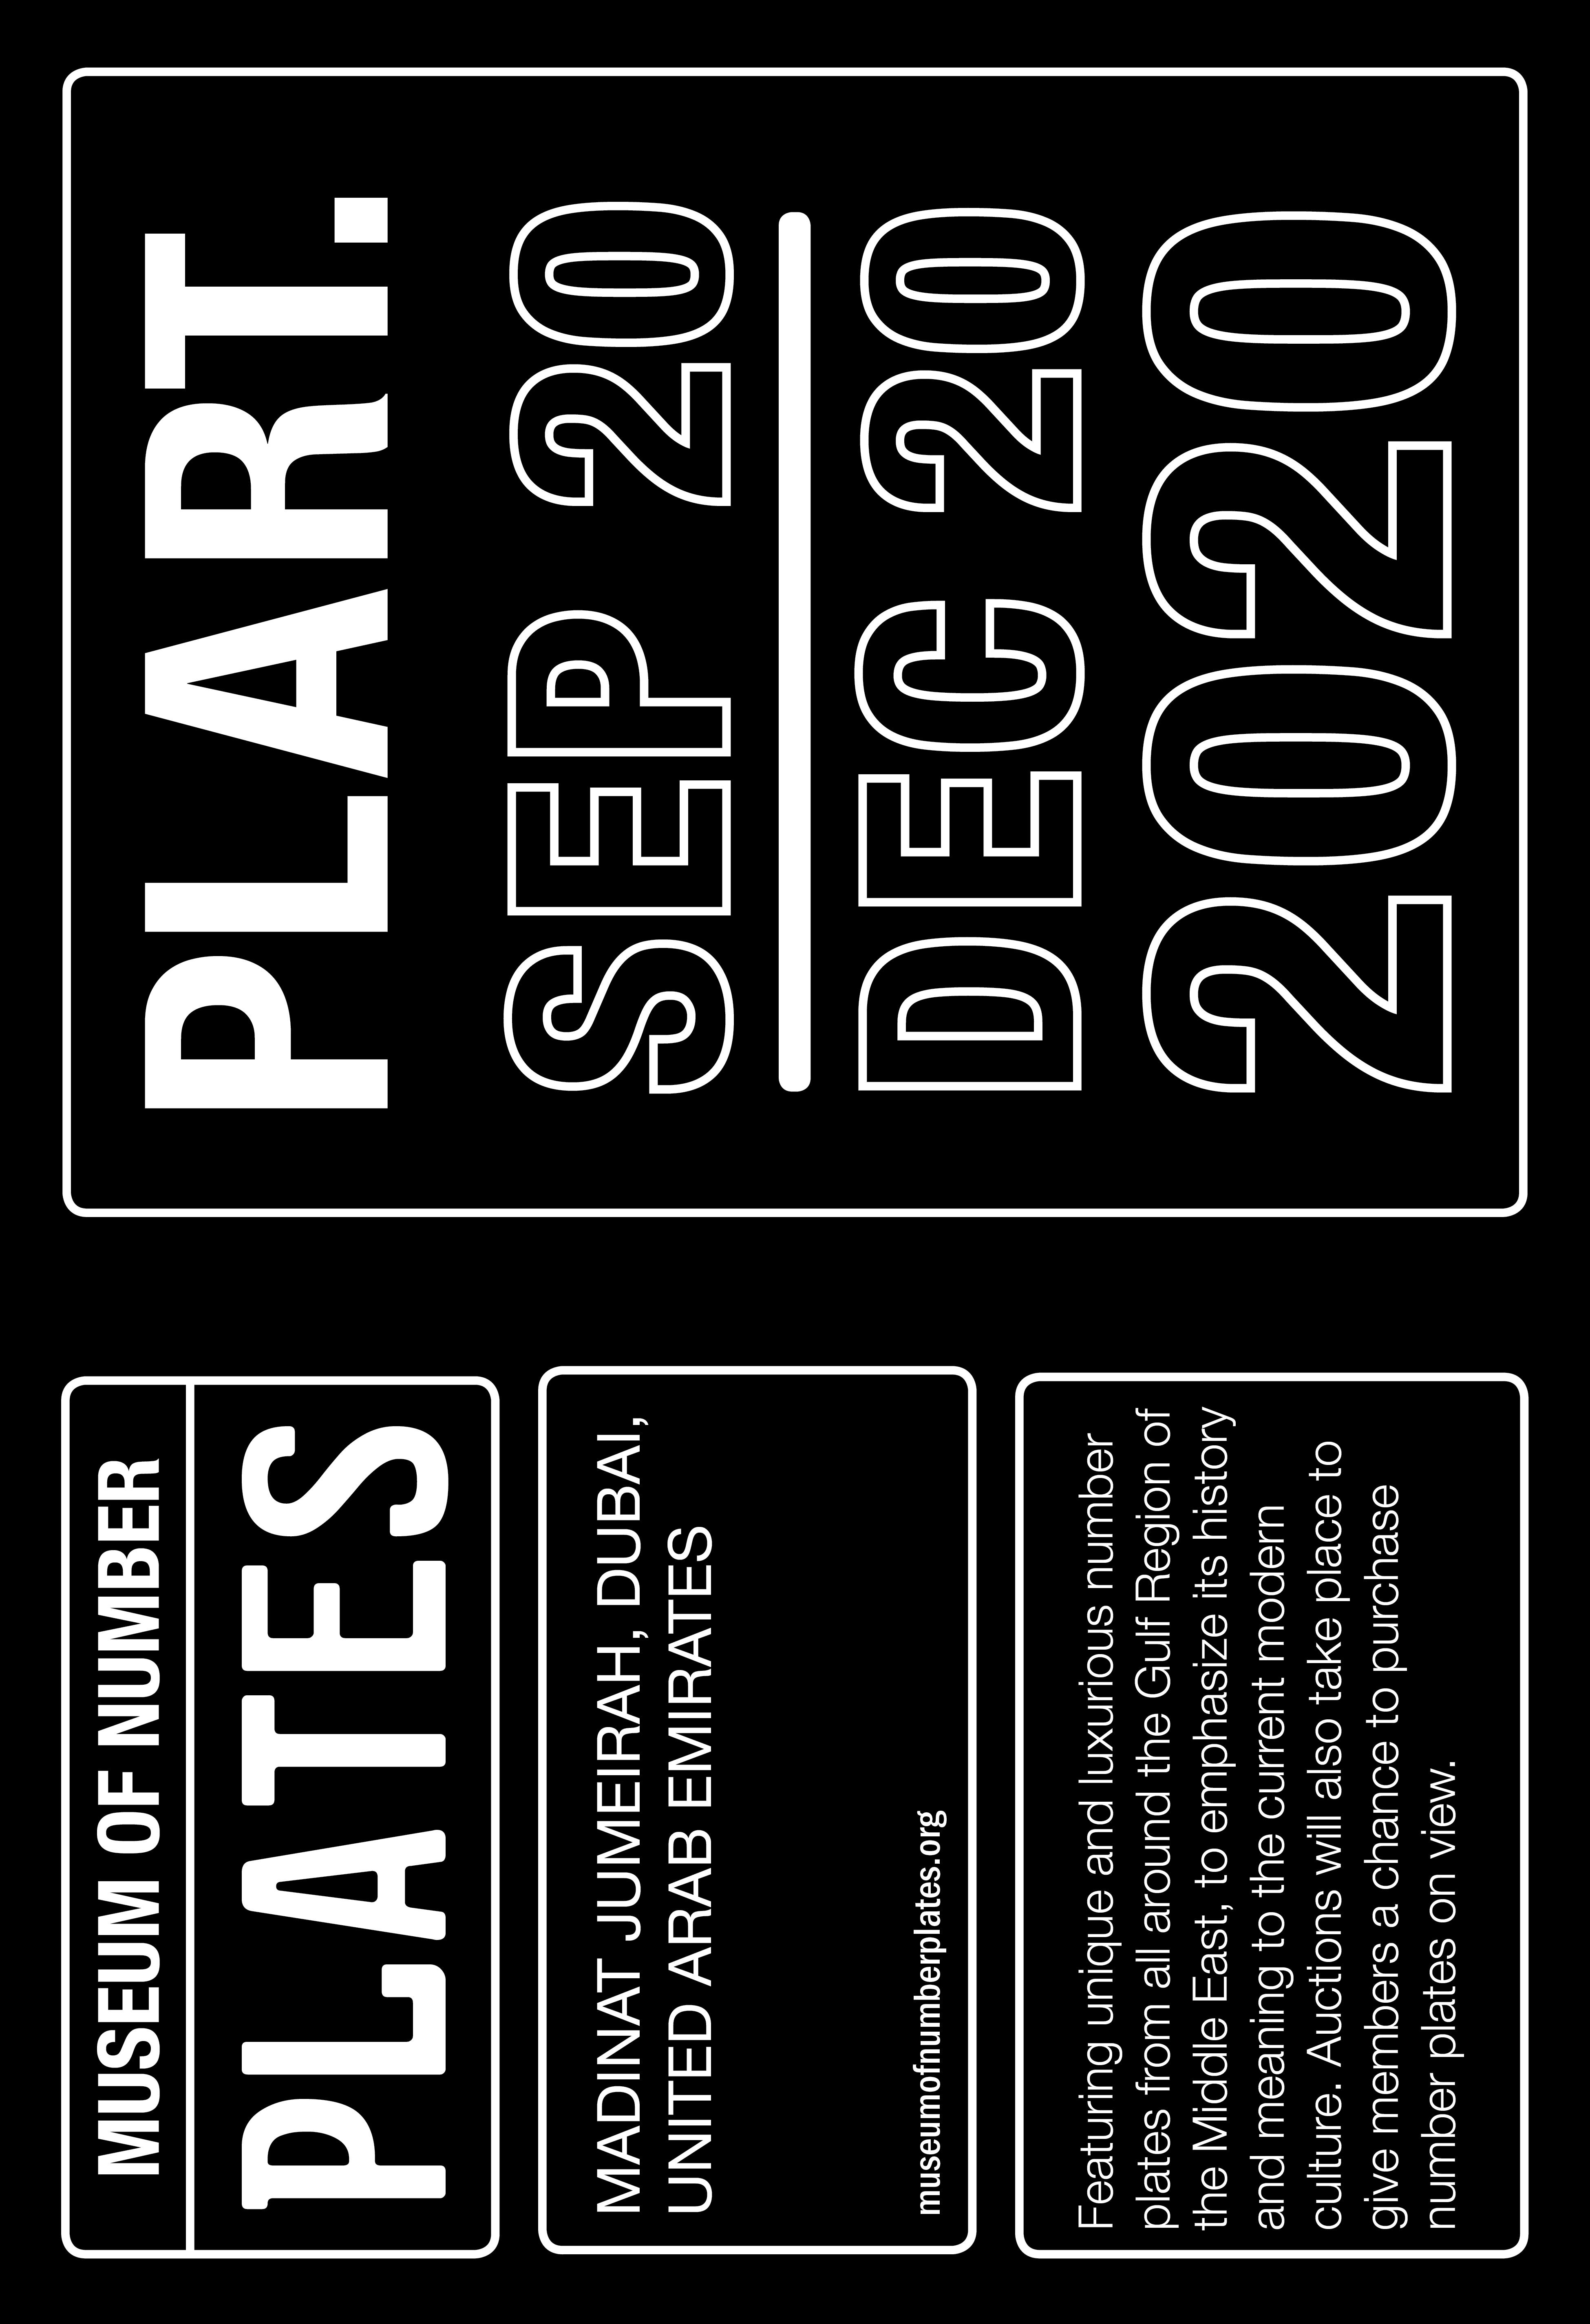 MUSEUM OF NUMBER
PLATES
MADINAT JUMEIRAH, DUBAI,
UNITED ARAB EMIRATES
museumofnumberplates.org
Featuring unique and luxurious number
plates from all around the Gulf Region of
the Middle East, to emphasize its history
and meaning to the current modern
culture. Auctions will also take place to
give members a chance to purchase
number plates on view.
PLART.
SEP 20
DEC 20
2020